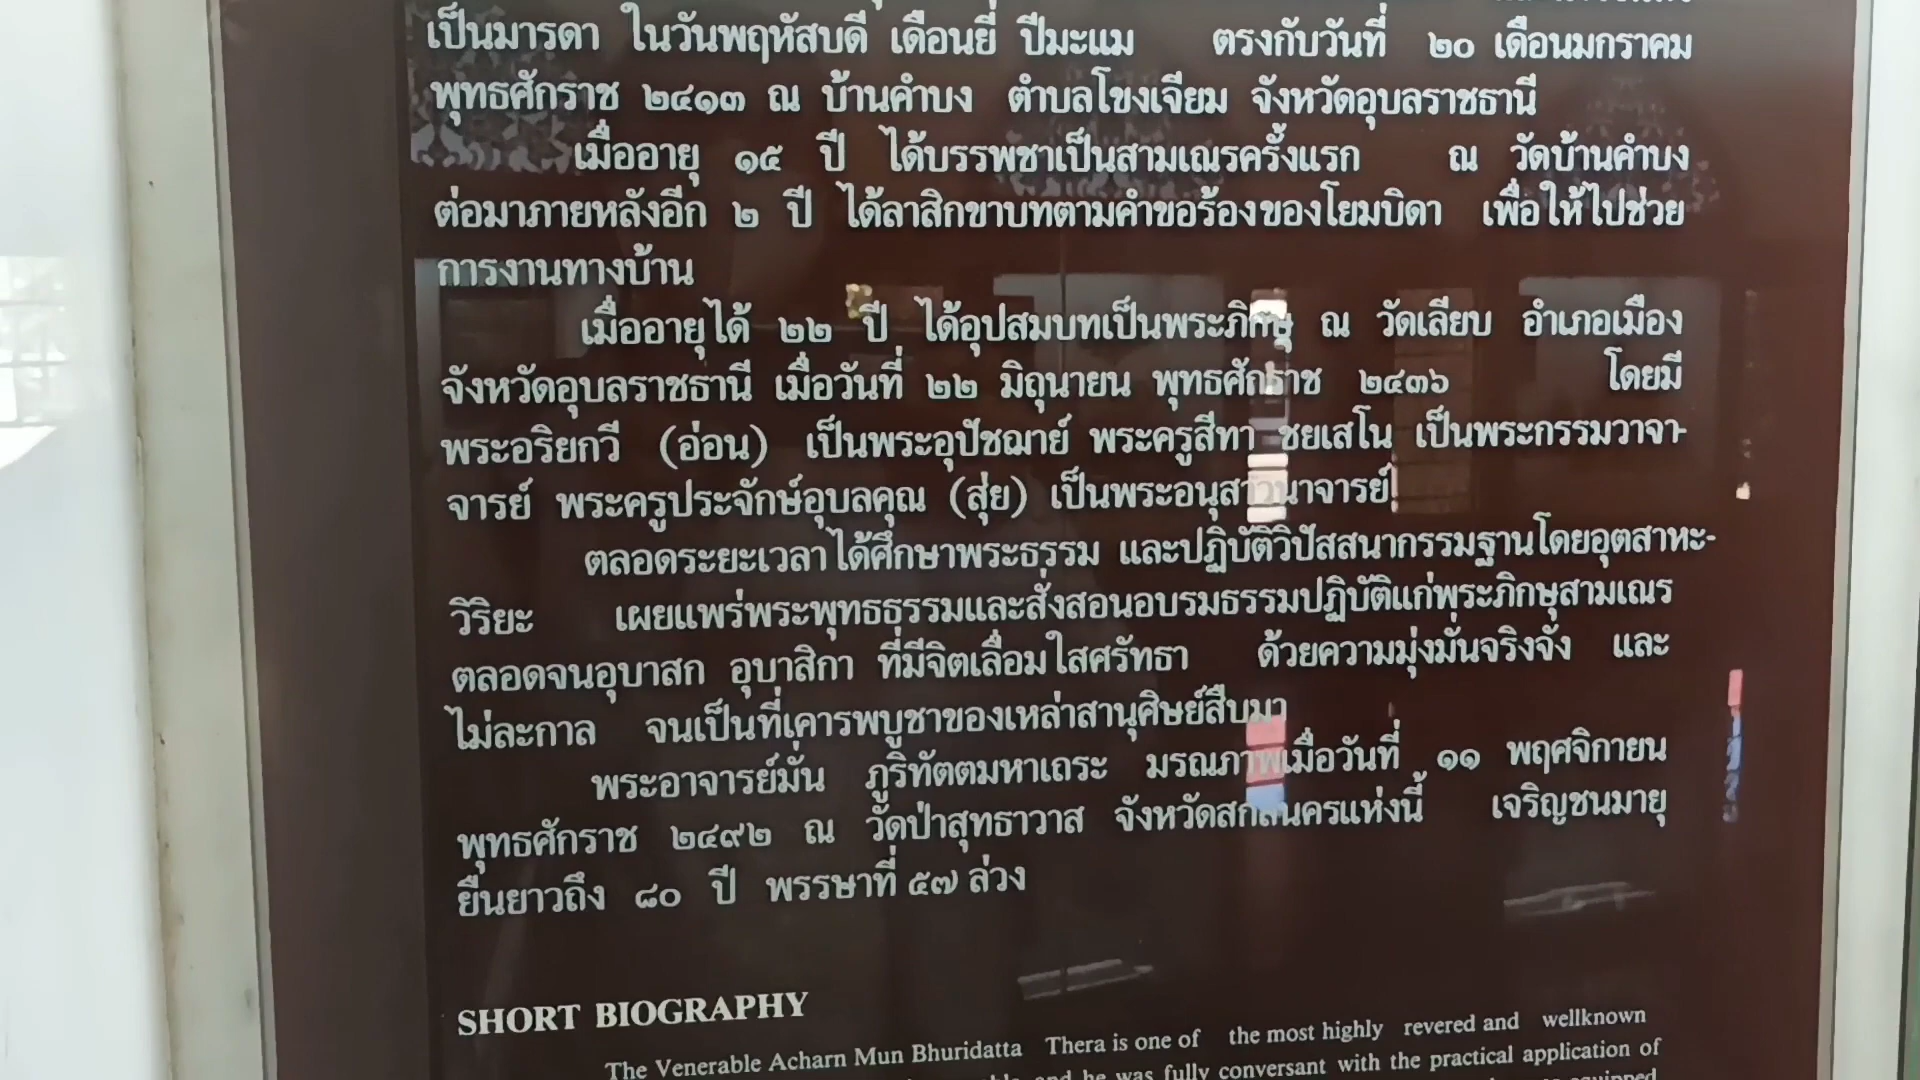 เป็นมารดา ในวันพฤหัสบดี เดือนยี่ ปีมะแม ตรงกับวันที่ ๒๐ เดือนมกราคม
พุทธศักราช ๒๔๑๓ ณ บ้านคำบง ตำบลโขงเจียม จังหวัดอุบลราชธานี
เมื่ออายุ ๑๕ ปี ได้บรรพชาเป็นสามเณรครั้งแรก ณ วัดบ้านคำบง
ต่อมาภายหลังอีก ๒ ปี ได้ลาสิกขาบทตามคำขอร้องของโยมบิดา เพื่อให้ไปช่วย
การงานทางบ้าน
เมื่ออายุได้ ๒๒ ปี ได้อุปสมบทเป็นพระภิกษุ ณ วัดเลียบ อำเภอเมือง
จังหวัดอุบลราชธานี เมื่อวันที่ ๒๒ มิถุนายน พุทธศักราช ๒๔๓๖ โดยมี
พระอริยกวี (อ่อน) เป็นพระอุปัชฌาย์ พระครูสีทา ชยเสโน เป็นพระกรรมวาจา-
จารย์ พระครูประจักษ์อุบลคุณ (สุ่ย) เป็นพระอนุสาวนาจารย์
ตลอดระยะเวลาได้ศึกษาพระธรรม และปฏิบัติวิปัสสนากรรมฐานโดยอุตสาหะ-
วิริยะ เผยแพร่พระพุทธธรรมและสั่งสอนอบรมธรรมปฏิบัติแก่พระภิกษุสามเณร
ตลอดจนอุบาสก อุบาสิกา ที่มีจิตเลื่อมใสศรัทธา ด้วยความมุ่งมั่นจริงจัง และ
ไม่ละกาล จนเป็นที่เคารพบูชาของเหล่าสานุศิษย์สืบมา
พระอาจารย์มั่น ภูริทัตตมหาเถระ มรณภาพเมื่อวันที่ ๑๑ พฤศจิกายน
พุทธศักราช ๒๔๙๒ ณ วัดป่าสุทธาวาส จังหวัดสกลนครแห่งนี้ เจริญชนมายุ
ยืนยาวถึง ๘๐ ปี พรรษาที่ ๕๗ ล่วง
SHORT BIOGRAPHY
The Venerable Acharn Mun Bhuridatta Thera is one of the most highly revered and wellknown
and he was fully conversant with the practical application of